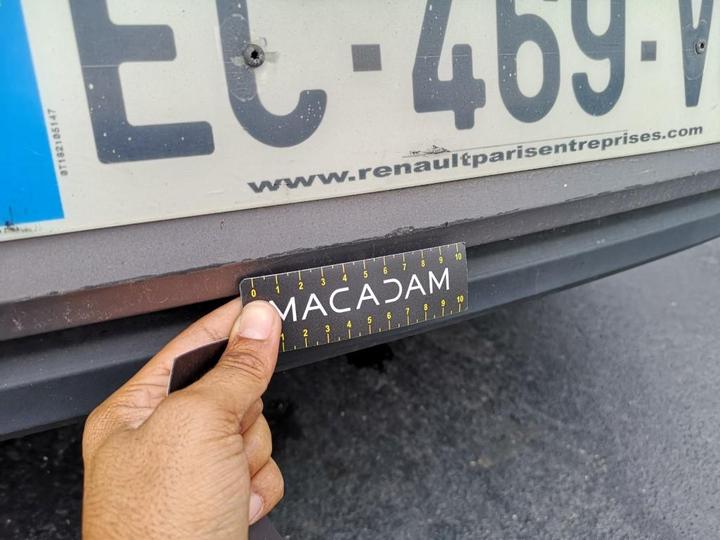 EC-469-V
0T182105147
www.renaultparisentreprises.com
0 1 2 3 4 5 6 7 8 9 10
MACADAM
1 2 3 4 5 6 7 8 9 10